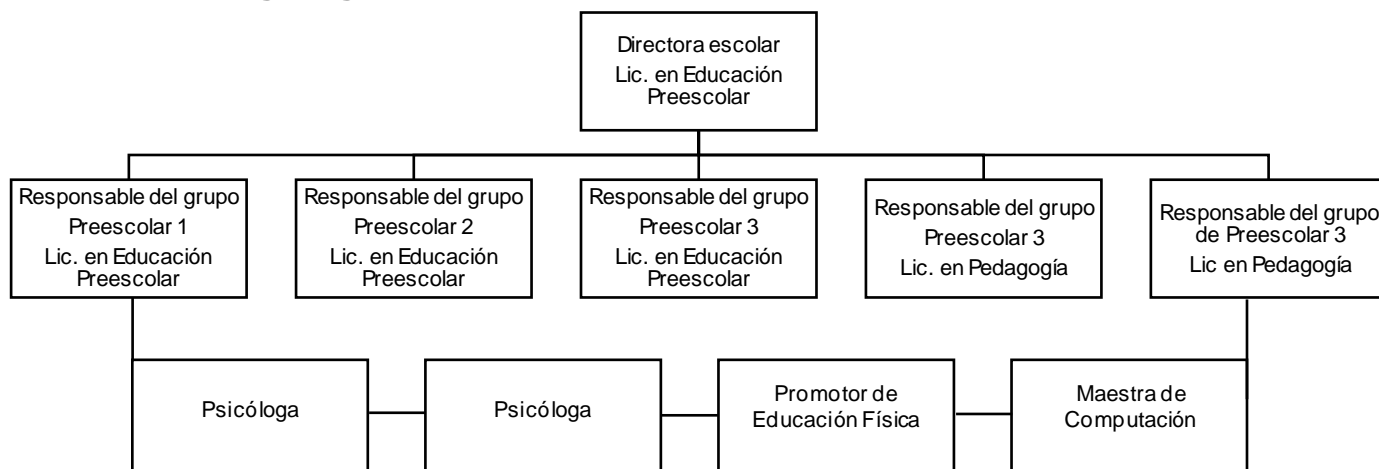 Directora escolar
Lic. en Educación
Preescolar
Responsable del grupo
Preescolar 1
Lic. en Educación
Preescolar
Responsable del grupo
Preescolar 2
Lic. en Educación
Preescolar
Responsable del grupo
Preescolar 3
Lic. en Educación
Preescolar
Responsable del grupo
Preescolar 3
Lic. en Pedagogía
Responsable del grupo
de Preescolar 3
Lic en Pedagogía
Psicóloga
Psicóloga
Promotor de
Educación Física
Maestra de
Computación